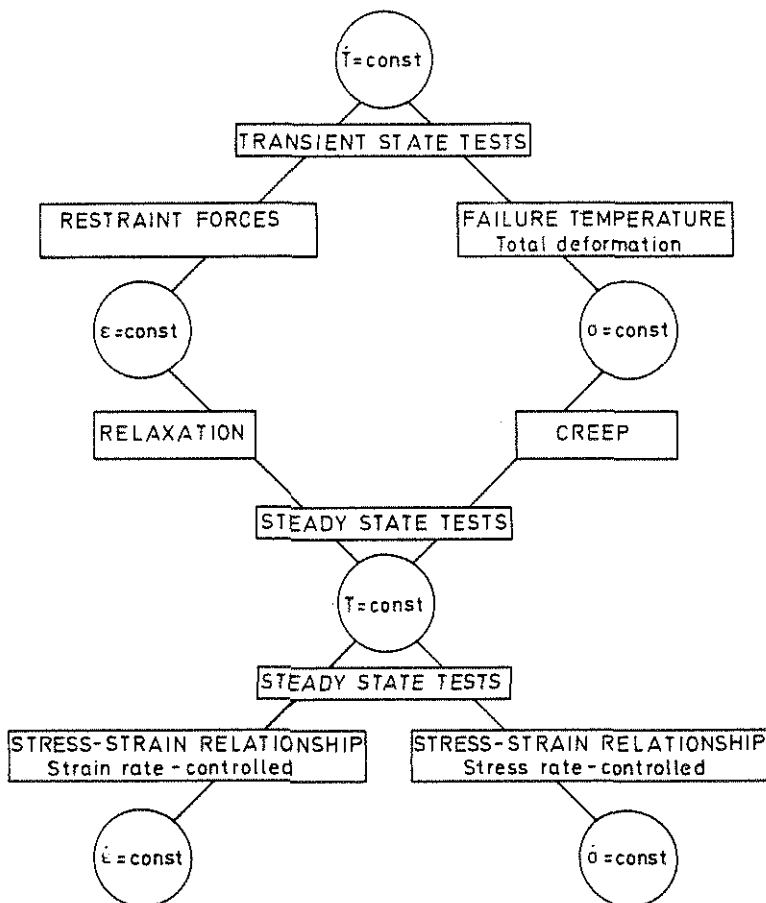 Ṫ=const
TRANSIENT STATE TESTS
RESTRAINT FORCES
FAILURE TEMPERATURE
Total deformation
ε=const
σ=const
RELAXATION
CREEP
STEADY STATE TESTS
T=const
STEADY STATE TESTS
STRESS-STRAIN RELATIONSHIP
Strain rate-controlled
STRESS-STRAIN RELATIONSHIP
Stress rate-controlled
ε̇=const
σ̇=const